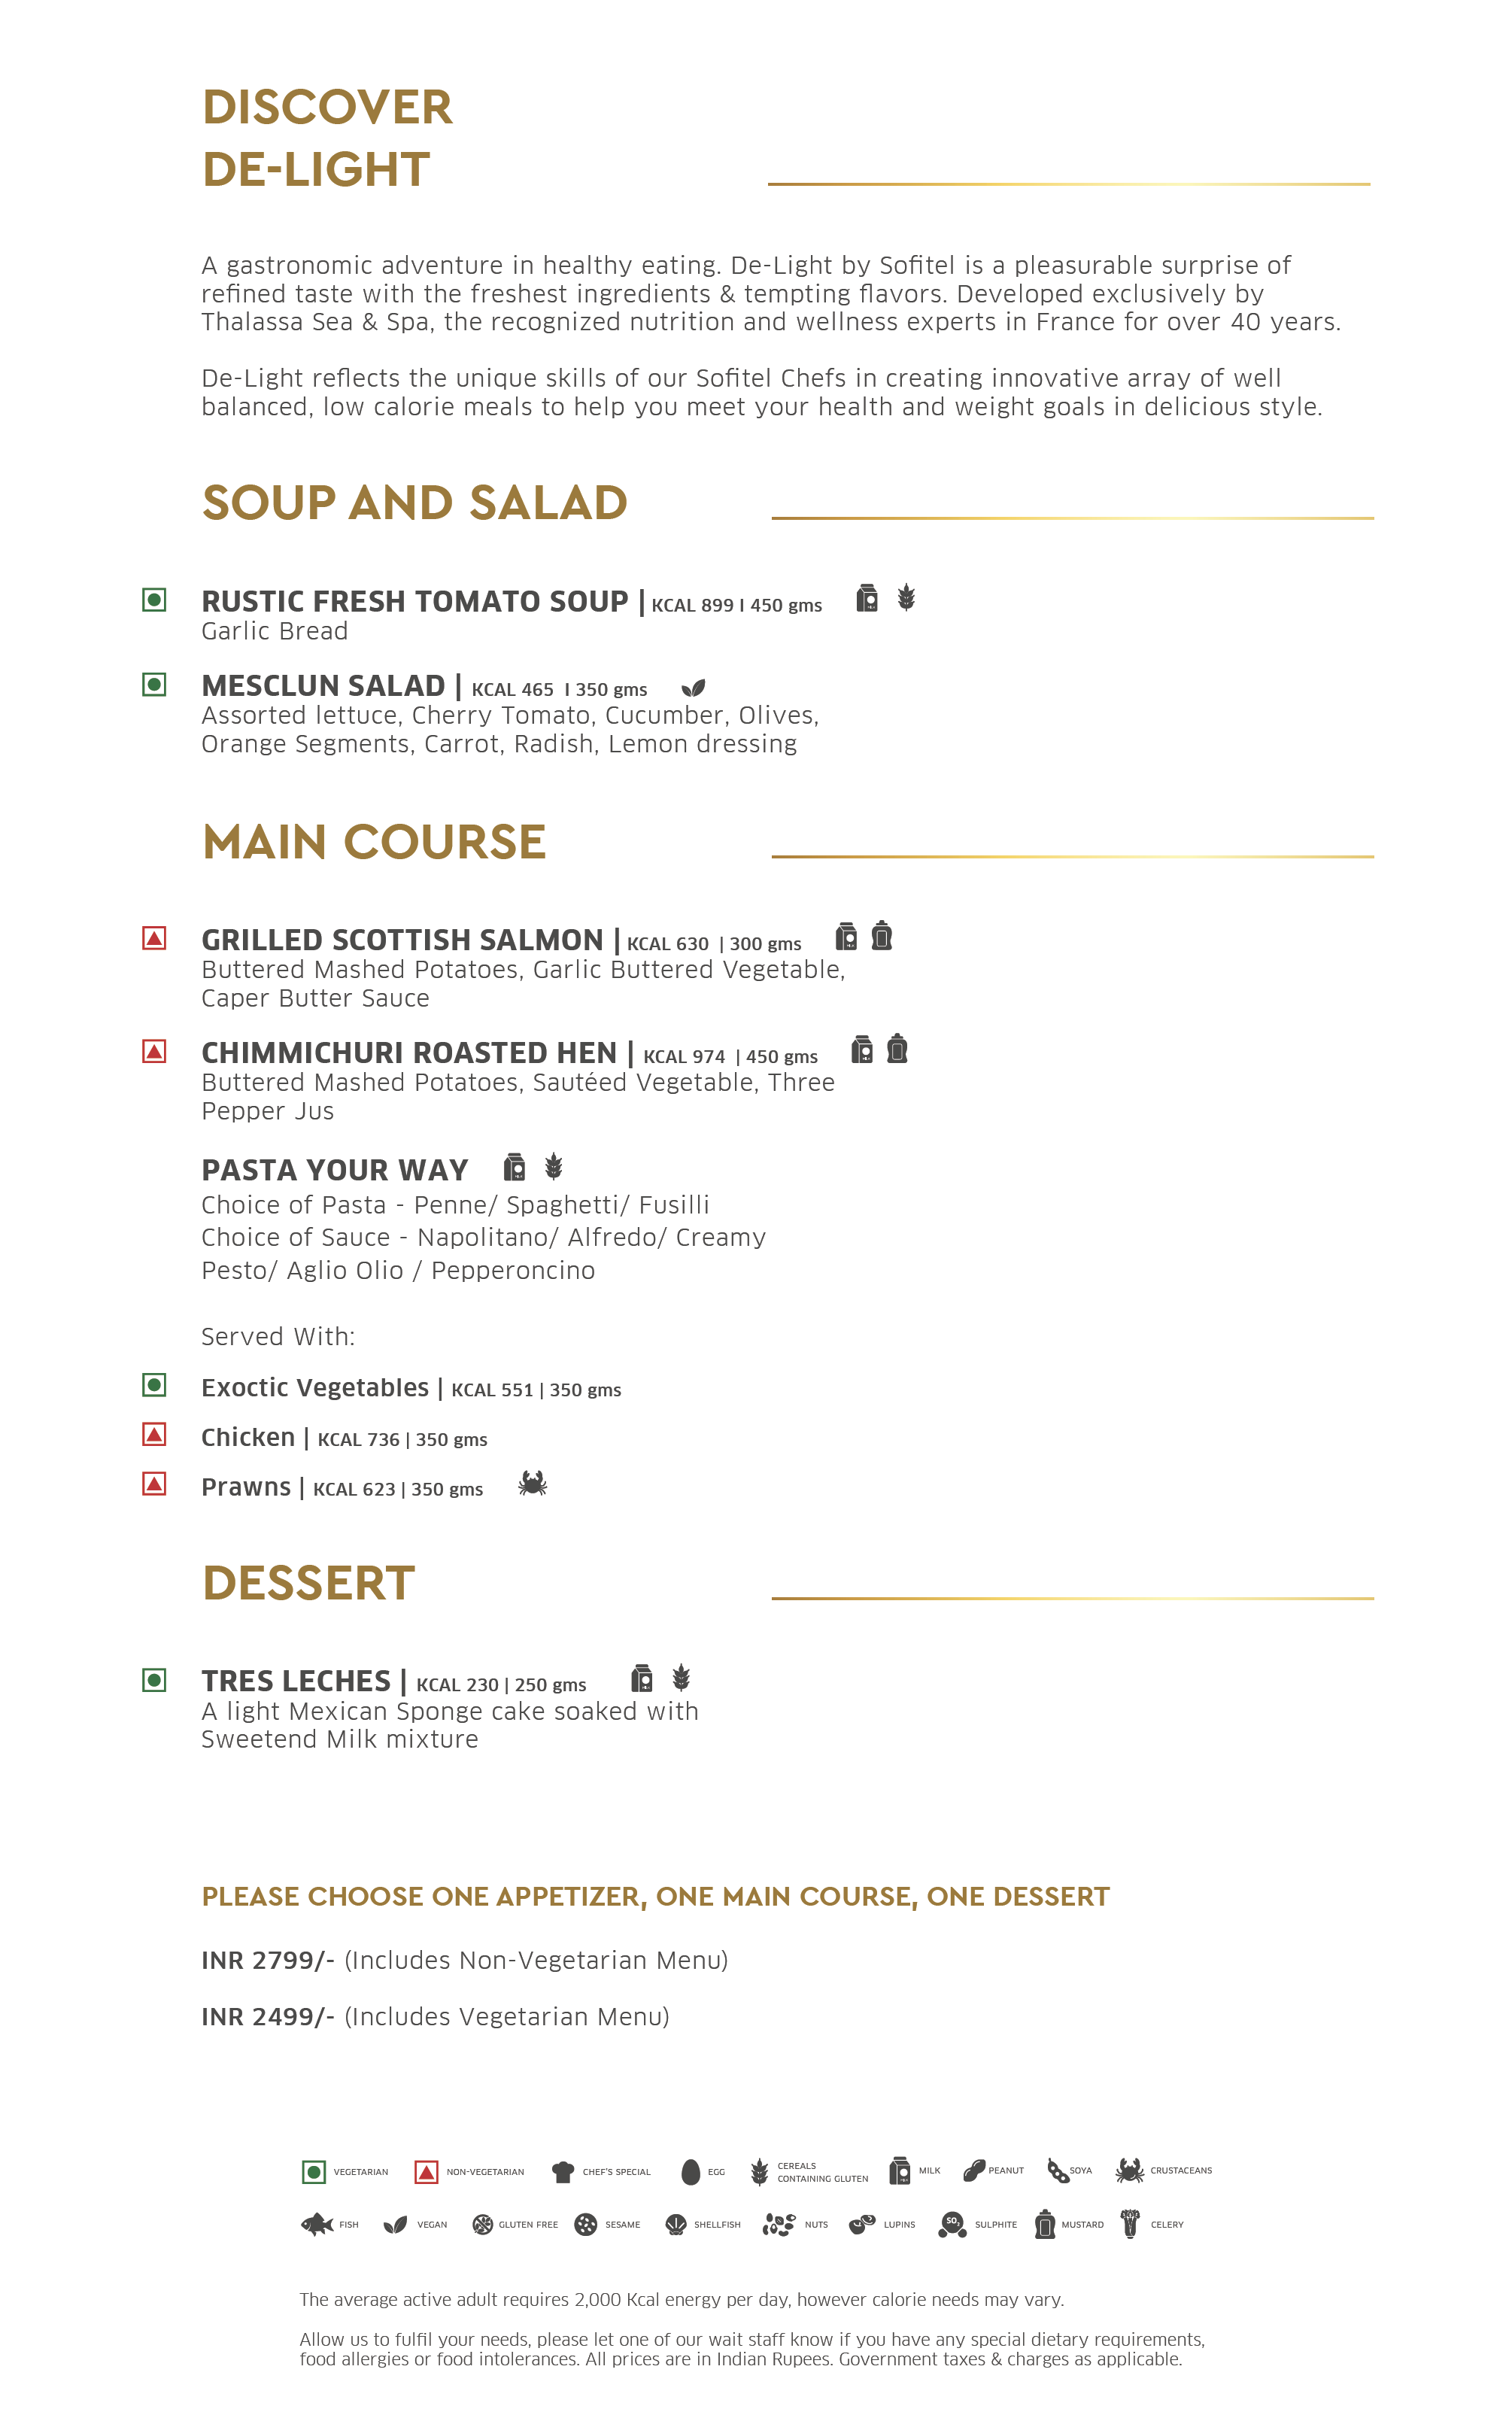 DISCOVER
DE-LIGHT
A gastronomic adventure in healthy eating. De-Light by Sofitel is a pleasurable surprise of
refined taste with the freshest ingredients & tempting flavors. Developed exclusively by
Thalassa Sea & Spa, the recognized nutrition and wellness experts in France for over 40 years.
De-Light reflects the unique skills of our Sofitel Chefs in creating innovative array of well
balanced, low calorie meals to help you meet your health and weight goals in delicious style.
SOUP AND SALAD
RUSTIC FRESH TOMATO SOUP | KCAL 899 I 450 gms
Garlic Bread
MESCLUN SALAD | KCAL 465 I 350 gms
Assorted lettuce, Cherry Tomato, Cucumber, Olives,
Orange Segments, Carrot, Radish, Lemon dressing
MAIN COURSE
GRILLED SCOTTISH SALMON | KCAL 630 | 300 gms
Buttered Mashed Potatoes, Garlic Buttered Vegetable,
Caper Butter Sauce
CHIMMICHURI ROASTED HEN | KCAL 974 | 450 gms
Buttered Mashed Potatoes, Sautéed Vegetable, Three
Pepper Jus
PASTA YOUR WAY
Choice of Pasta - Penne/ Spaghetti/ Fusilli
Choice of Sauce - Napolitano/ Alfredo/ Creamy
Pesto/ Aglio Olio / Pepperoncino
Served With:
Exoctic Vegetables | KCAL 551 | 350 gms
Chicken | KCAL 736 | 350 gms
Prawns | KCAL 623 | 350 gms
DESSERT
TRES LECHES | KCAL 230 | 250 gms
A light Mexican Sponge cake soaked with
Sweetend Milk mixture
PLEASE CHOOSE ONE APPETIZER, ONE MAIN COURSE, ONE DESSERT
INR 2799/- (Includes Non-Vegetarian Menu)
INR 2499/- (Includes Vegetarian Menu)
VEGETARIAN NON-VEGETARIAN CHEF'S SPECIAL EGG CEREALS CONTAINING GLUTEN MILK PEANUT SOYA CRUSTACEANS
FISH VEGAN GLUTEN FREE SESAME SHELLFISH NUTS LUPINS SULPHITE MUSTARD CELERY
The average active adult requires 2,000 Kcal energy per day, however calorie needs may vary.
Allow us to fulfil your needs, please let one of our wait staff know if you have any special dietary requirements,
food allergies or food intolerances. All prices are in Indian Rupees. Government taxes & charges as applicable.